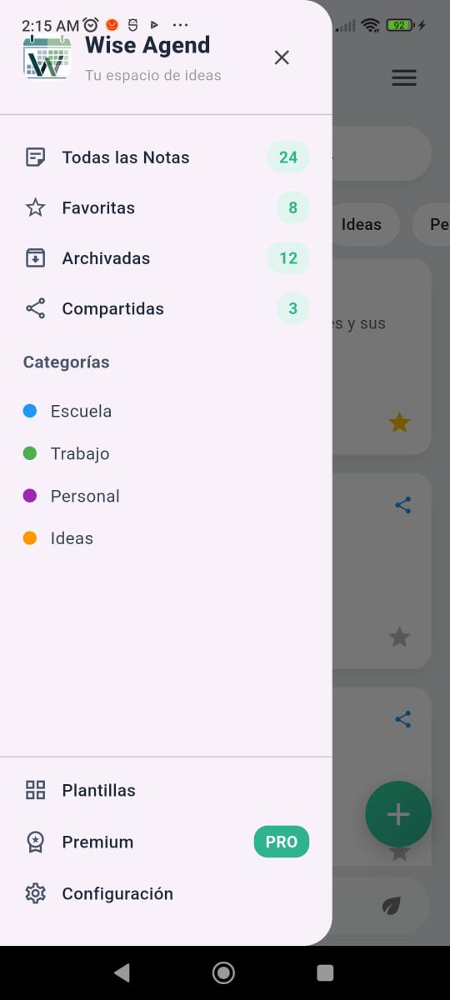 2:15 AM
92
Wise Agend
Tu espacio de ideas
Todas las Notas 24
Favoritas 8
Archivadas 12
Compartidas 3
Categorías
Escuela
Trabajo
Personal
Ideas
Ideas
Pe
es y sus
Plantillas
Premium PRO
Configuración